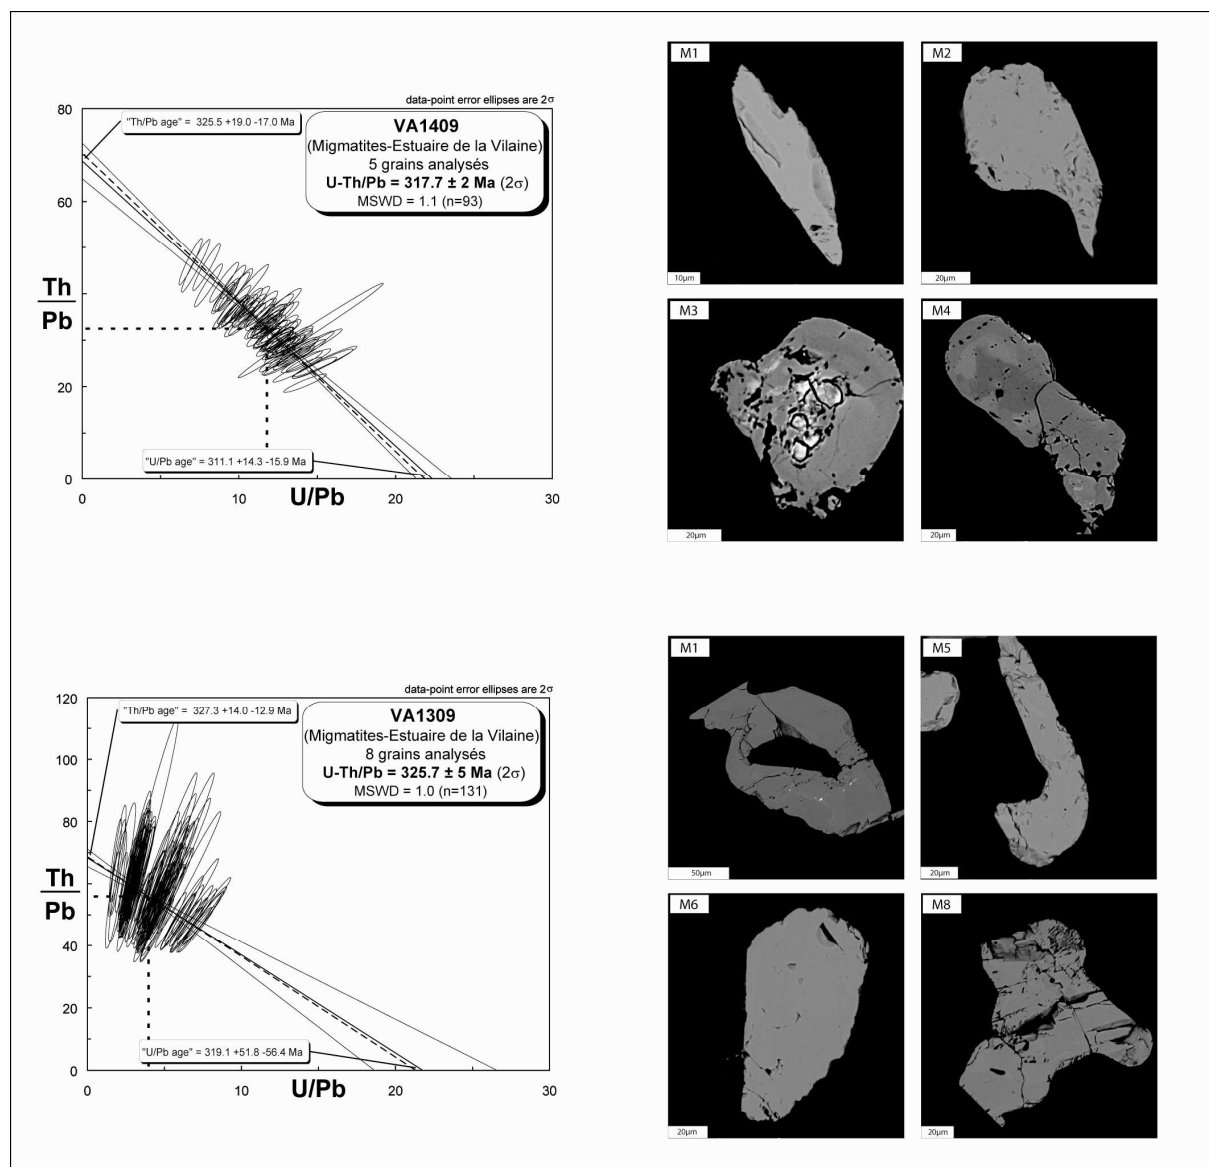 data-point error ellipses are 2σ
80
60
20
0
0
10
20
30
"Th/Pb age" = 325.5 +19.0 -17.0 Ma
VA1409
(Migmatites-Estuaire de la Vilaine)
5 grains analysés
U-Th/Pb = 317.7 ± 2 Ma (2σ)
MSWD = 1.1 (n=93)
Th
Pb
"U/Pb age" = 311.1 +14.3 -15.9 Ma
U/Pb
M1
10µm
M2
20µm
M3
20µm
M4
20µm
data-point error ellipses are 2σ
120
100
80
60
40
20
0
0
10
20
30
"Th/Pb age" = 327.3 +14.0 -12.9 Ma
VA1309
(Migmatites-Estuaire de la Vilaine)
8 grains analysés
U-Th/Pb = 325.7 ± 5 Ma (2σ)
MSWD = 1.0 (n=131)
Th
Pb
"U/Pb age" = 319.1 +51.8 -56.4 Ma
U/Pb
M1
50µm
M5
20µm
M6
20µm
M8
20µm